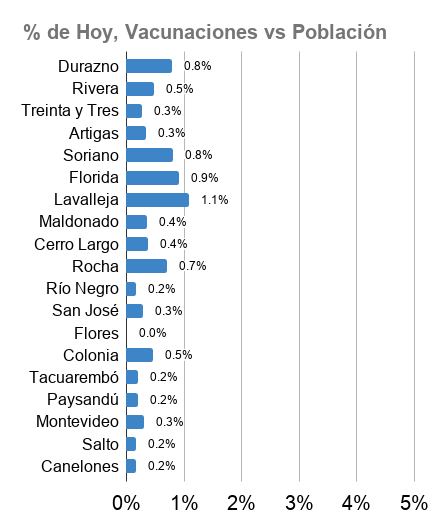 % de Hoy, Vacunaciones vs Población
Durazno 0.8%
Rivera 0.5%
Treinta y Tres 0.3%
Artigas 0.3%
Soriano 0.8%
Florida 0.9%
Lavalleja 1.1%
Maldonado 0.4%
Cerro Largo 0.4%
Rocha 0.7%
Río Negro 0.2%
San José 0.3%
Flores 0.0%
Colonia 0.5%
Tacuarembó 0.2%
Paysandú 0.2%
Montevideo 0.3%
Salto 0.2%
Canelones 0.2%
0% 1% 2% 3% 4% 5%